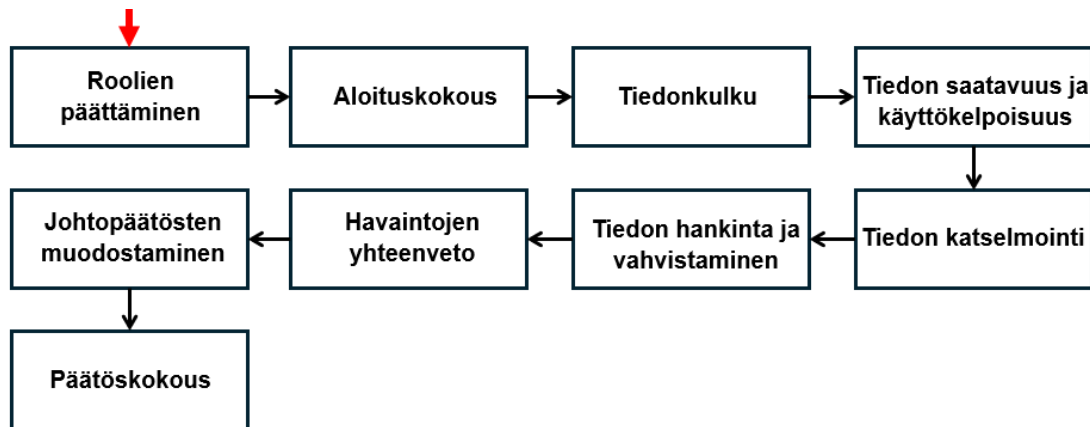 Roolien
päättäminen
Aloituskokous
Tiedonkulku
Tiedon saatavuus ja
käyttökelpoisuus
Tiedon katselmointi
Tiedon hankinta ja
vahvistaminen
Havaintojen
yhteenveto
Johtopäätösten
muodostaminen
Päätöskokous